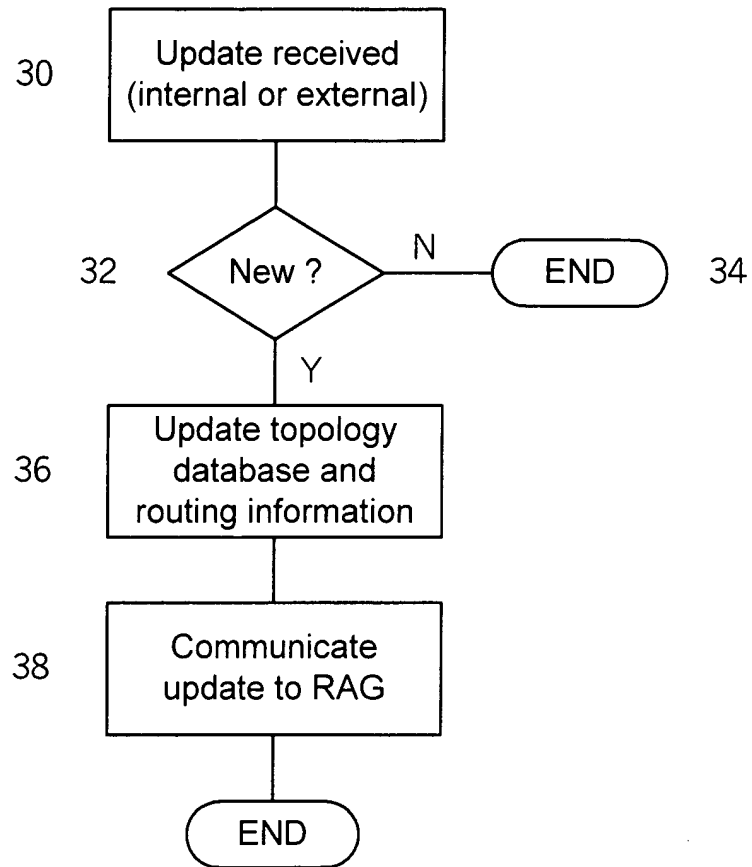 30
Update received
(internal or external)
32
New ?
N
END
34
Y
36
Update topology
database and
routing information
38
Communicate
update to RAG
END